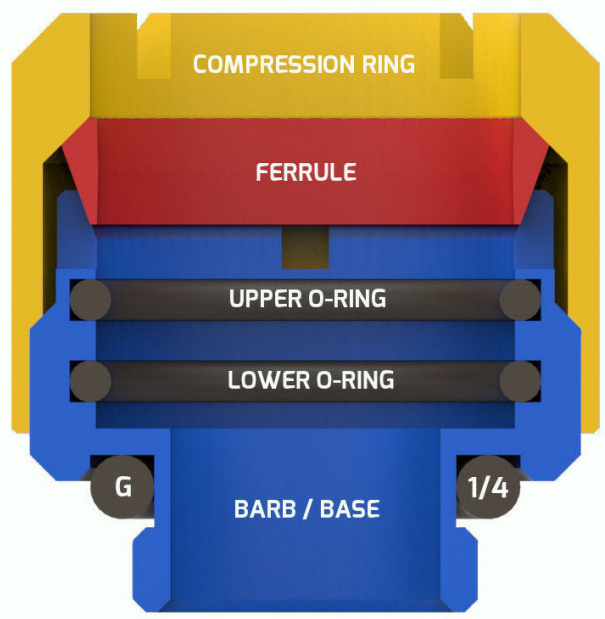 COMPRESSION RING
FERRULE
UPPER O-RING
LOWER O-RING
G 1/4
BARB / BASE